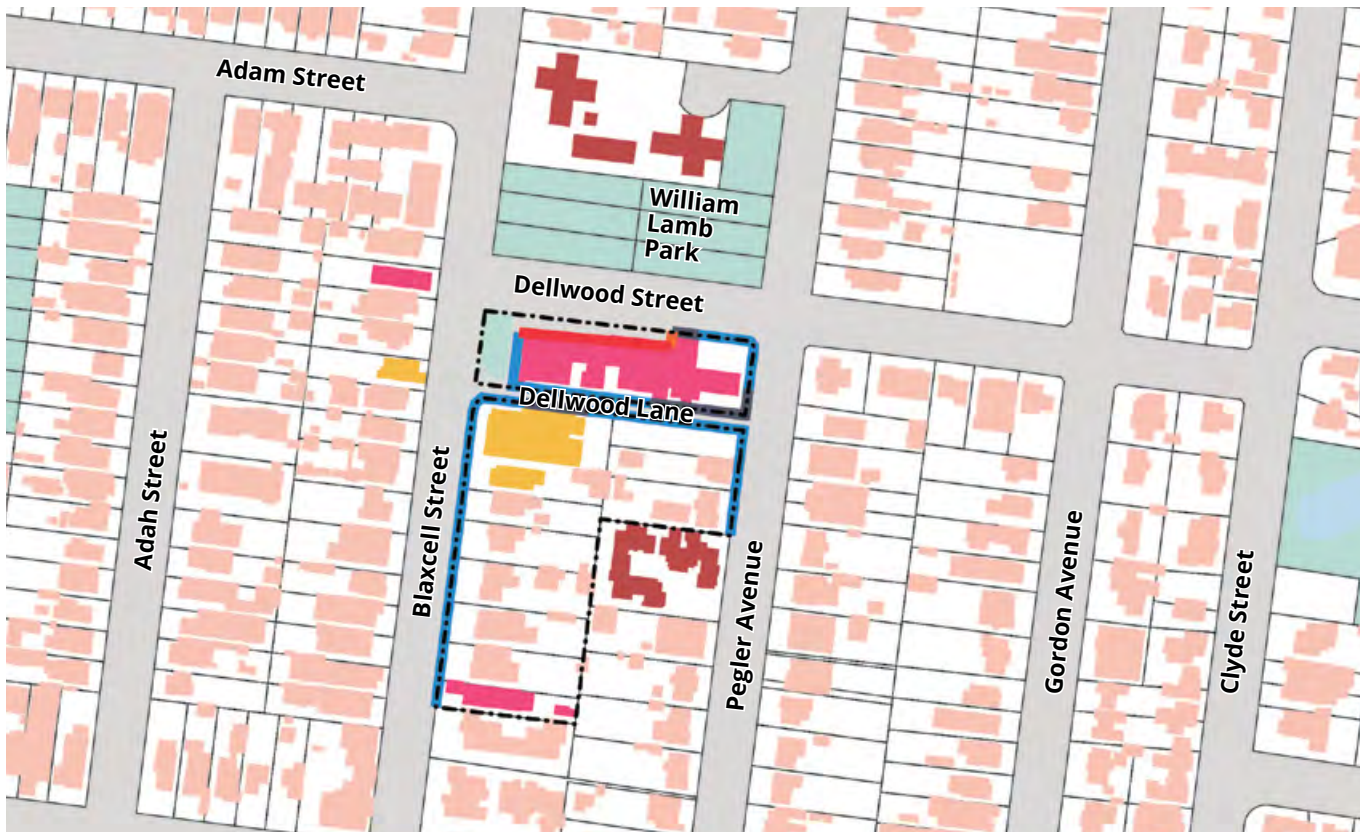 Adam Street
William
Lamb
Park
Dellwood Street
Dellwood Lane
Adah Street
Blaxcell Street
Pegler Avenue
Gordon Avenue
Clyde Street